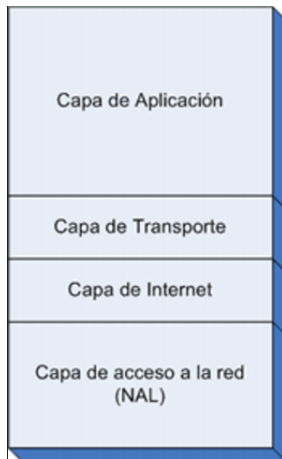 Capa de Aplicación
Capa de Transporte
Capa de Internet
Capa de acceso a la red
(NAL)